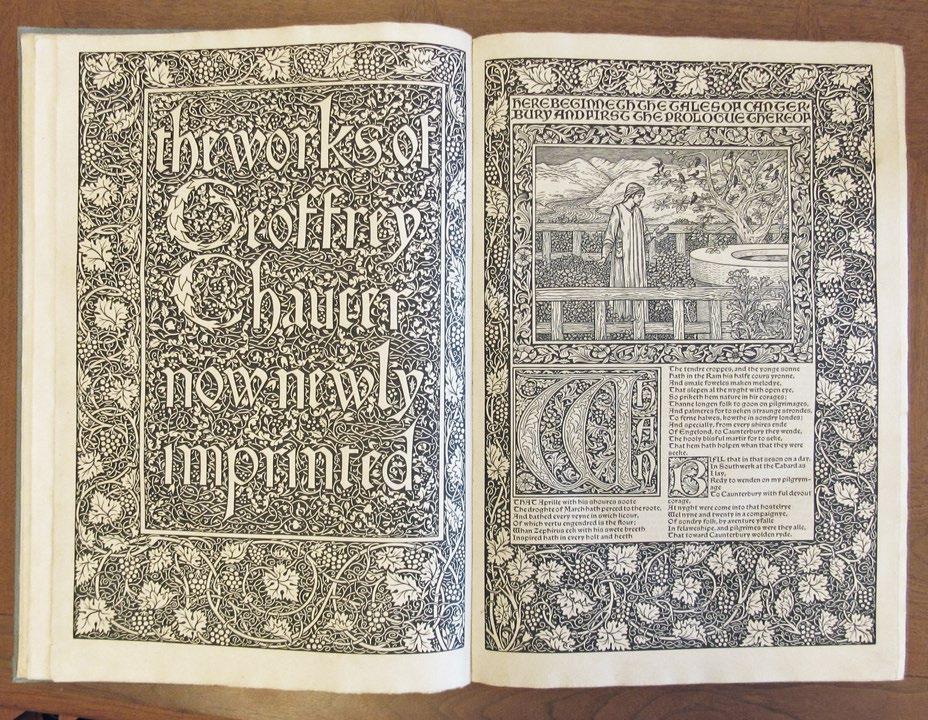 the works of
Geoffrey
Chaucer
now newly
imprinted
HERE BEGINNETH THE TALES OF CANTER-
BURY AND FIRST THE PROLOGUE THEREOF
WHAN
THAT Aprille with his shoures soote
The droghte of March hath perced to the roote,
And bathed every veyne in swich licour,
Of which vertu engendred is the flour;
Whan Zephirus eek with his swete breeth
Inspired hath in every holt and heeth
The tendre croppes, and the yonge sonne
Hath in the Ram his halfe cours yronne,
And smale foweles maken melodye,
That slepen al the nyght with open eye,
So priketh hem nature in hir corages;
Thanne longen folk to goon on pilgrimages,
And palmeres for to seken straunge strondes,
To ferne halwes, kowthe in sondry londes;
And specially, from every shires ende
Of Engelond, to Caunterbury they wende,
The hooly blisful martir for to seke,
That hem hath holpen whan that they were
seeke.
BIFIL that in that seson on a day,
In Southwerk at the Tabard as
I lay,
Redy to wenden on my pilgrym-
age
To Caunterbury with ful devout
corage,
At nyght were come into that hostelrye
Wel nyne and twenty in a compaignye,
Of sondry folk, by aventure yfalle
In felaweshipe, and pilgrimes were they alle,
That toward Caunterbury wolden ryde.